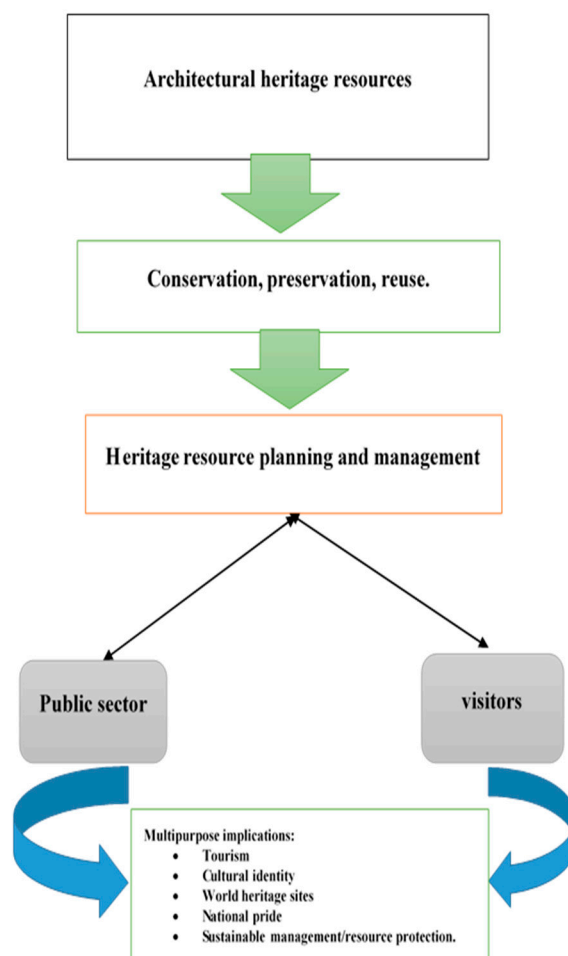 Architectural heritage resources
Conservation, preservation, reuse.
Heritage resource planning and management
Public sector
visitors
Multipurpose implications:
• Tourism
• Cultural identity
• World heritage sites
• National pride
• Sustainable management/resource protection.